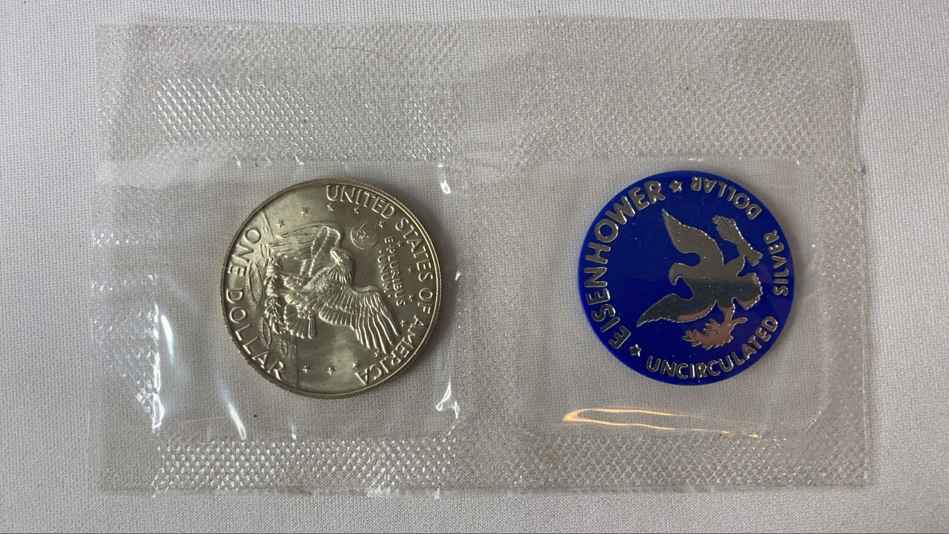 UNITED STATES OF AMERICA
E PLURIBUS
UNUM
ONE DOLLAR
EISENHOWER
UNCIRCULATED
SILVER DOLLAR